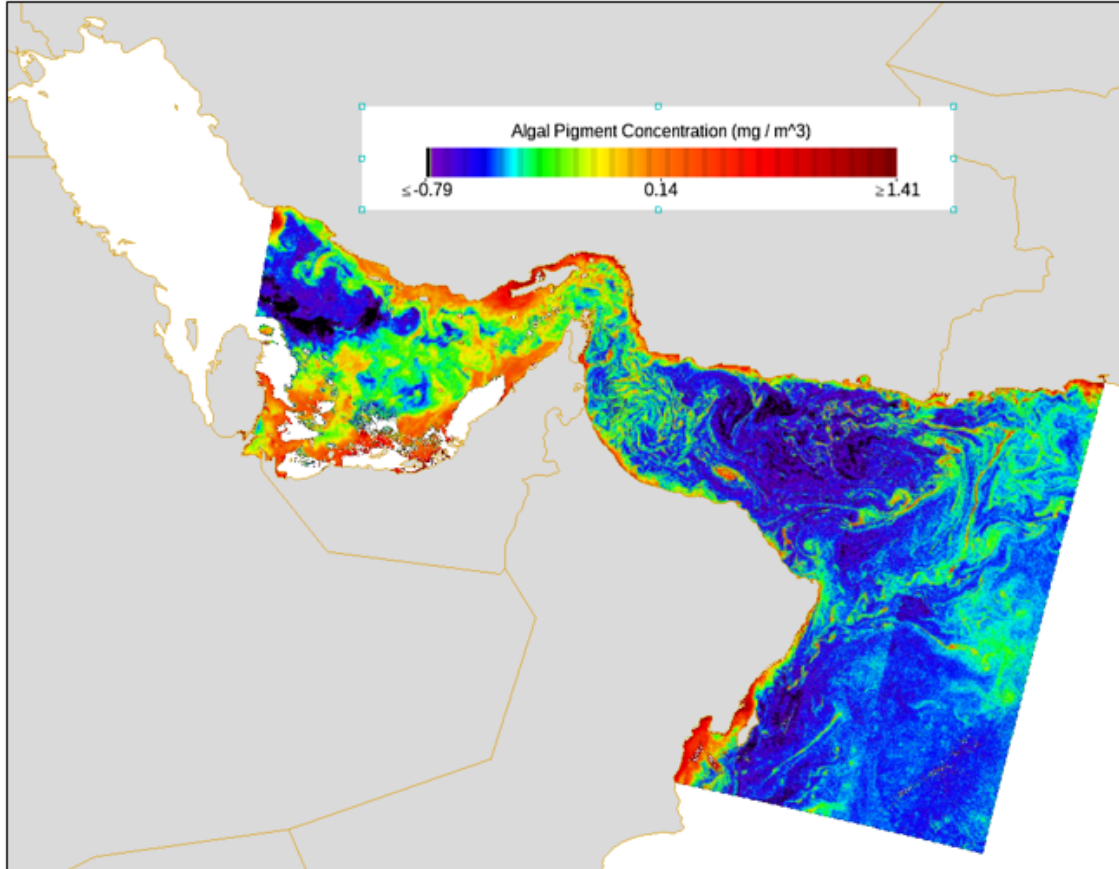 Algal Pigment Concentration (mg / m^3)
≤ -0.79 0.14 ≥ 1.41